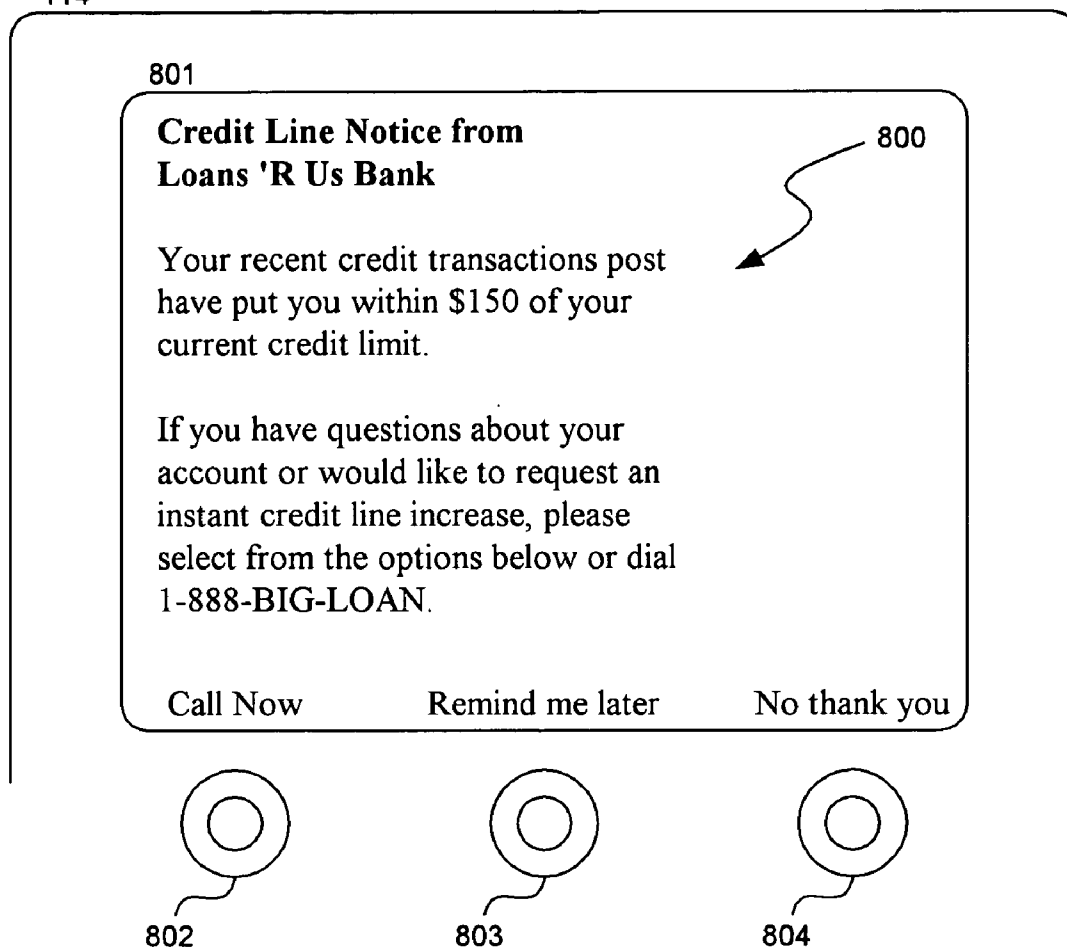 801
Credit Line Notice from
Loans 'R Us Bank
800
Your recent credit transactions post
have put you within $150 of your
current credit limit.
If you have questions about your
account or would like to request an
instant credit line increase, please
select from the options below or dial
1-888-BIG-LOAN.
Call Now Remind me later No thank you
802 803 804